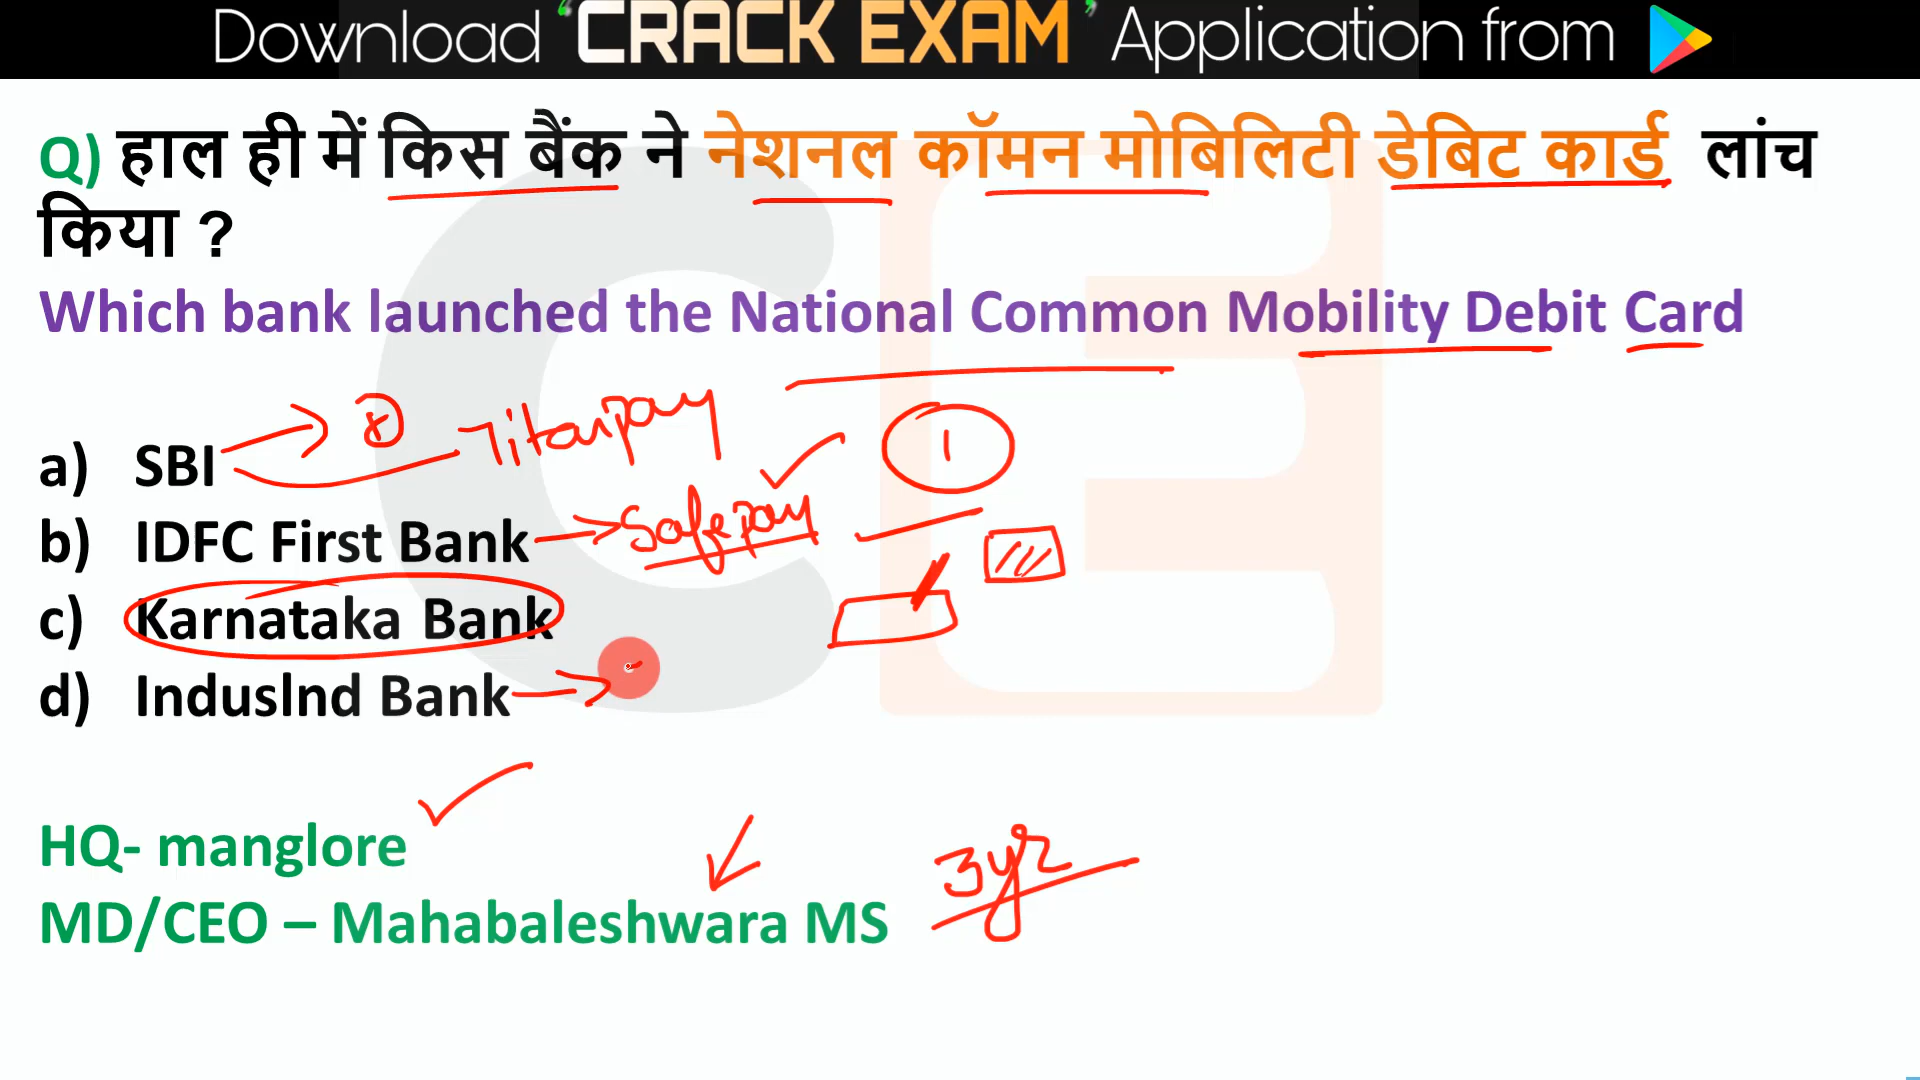 Download ‘CRACK EXAM’ Application from
Q) हाल ही में किस बैंक ने नेशनल कॉमन मोबिलिटी डेबिट कार्ड लांच
किया ?
Which bank launched the National Common Mobility Debit Card
a) SBI Titanpay 1
b) IDFC First Bank Safepay
c) Karnataka Bank
d) IndusInd Bank
HQ- manglore
MD/CEO – Mahabaleshwara MS 3yr